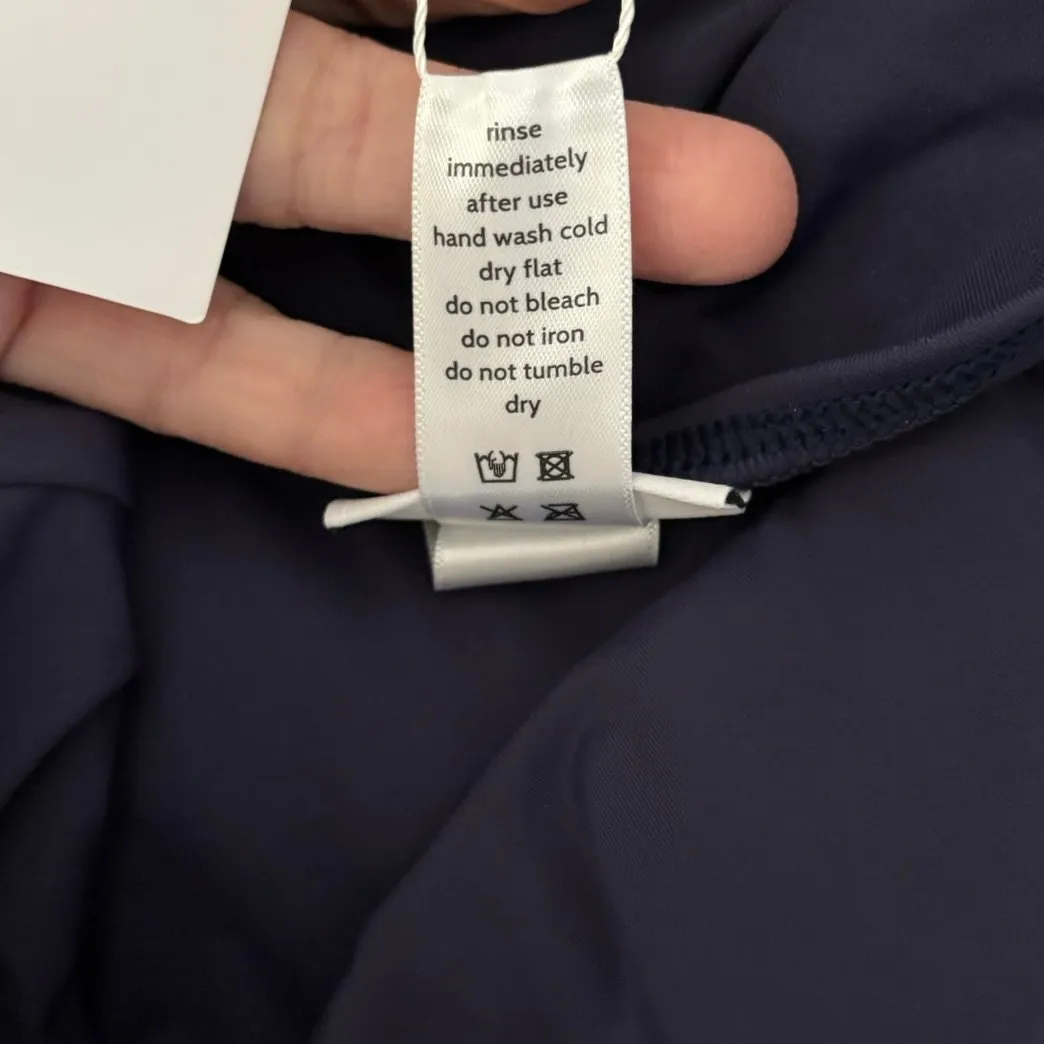 rinse
immediately
after use
hand wash cold
dry flat
do not bleach
do not iron
do not tumble
dry